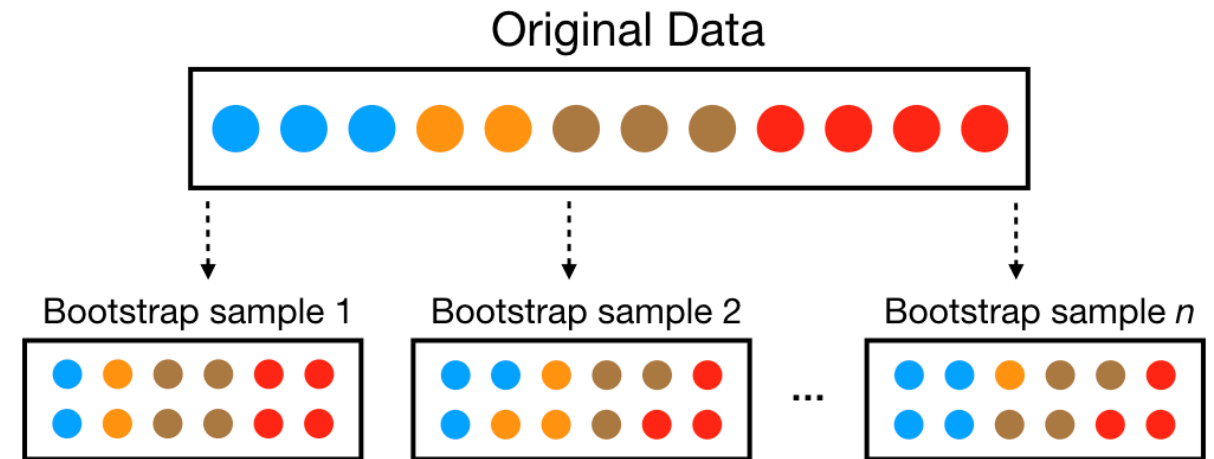 Original Data
Bootstrap sample 1
Bootstrap sample 2
...
Bootstrap sample n